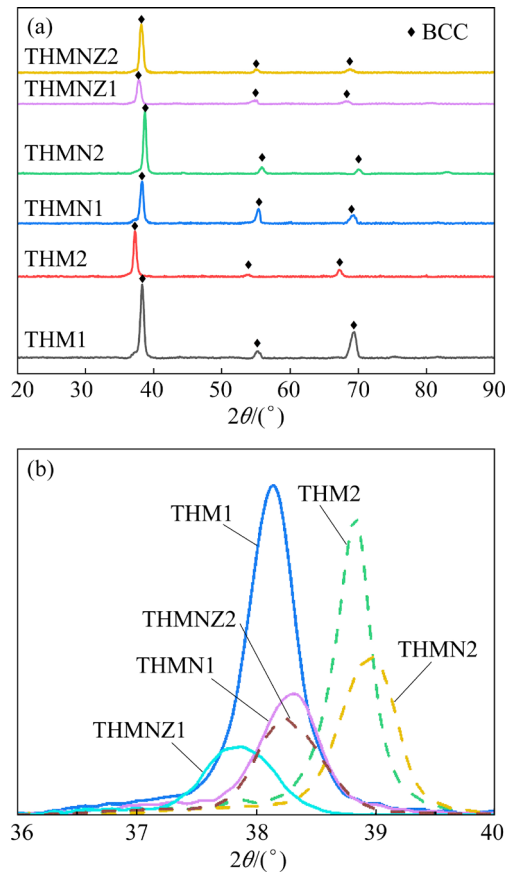 (a)
♦ BCC
THMNZ2
THMNZ1
THMN2
THMN1
THM2
THM1
20 30 40 50 60 70 80 90
2θ/(°)
(b)
THM1
THM2
THMNZ2
THMN1
THMN2
THMNZ1
36 37 38 39 40
2θ/(°)